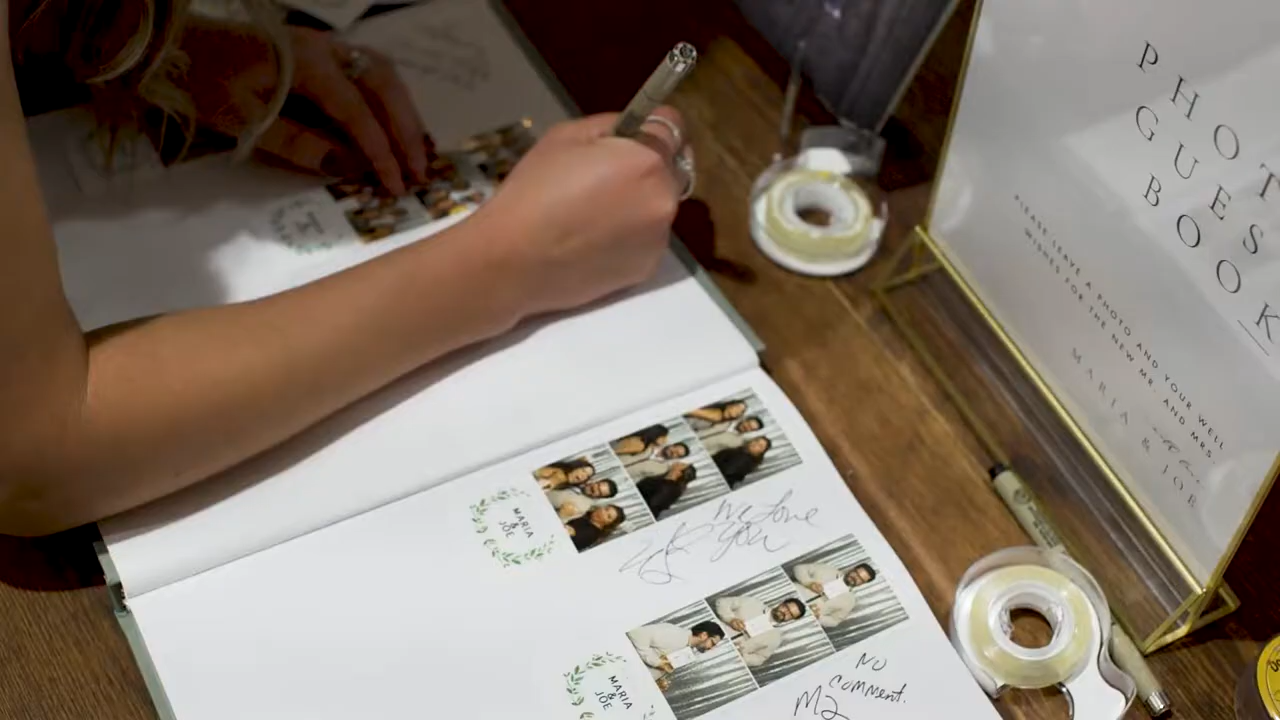 PHOTO
GUEST
BOOK
PLEASE LEAVE A PHOTO AND YOUR WELL
WISHES FOR THE NEW MR. AND MRS.
MARIA & JOE
MARIA
&
JOE
We Love
You
MARIA
&
JOE
NO
COMMENT.